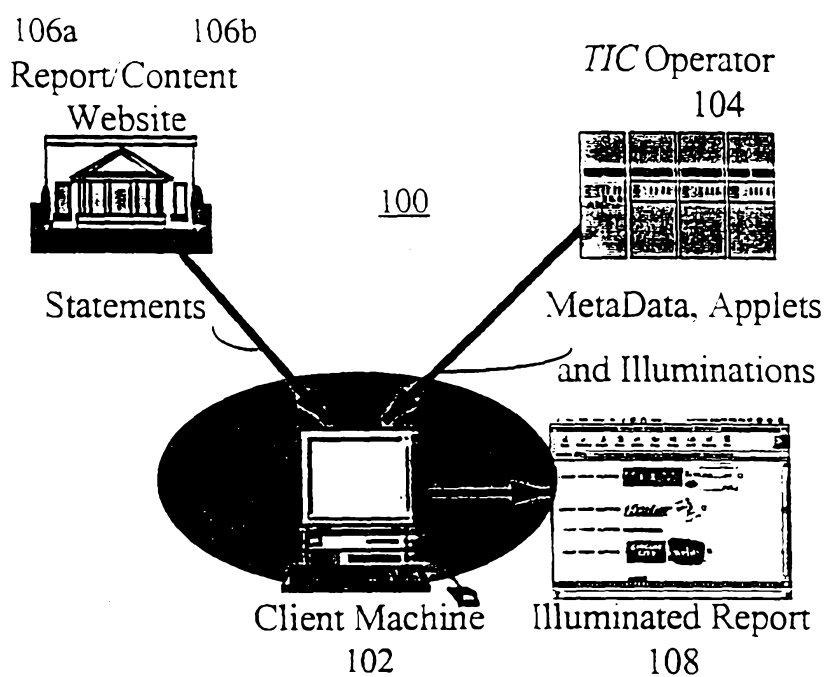 106a 106b
Report/Content
Website
TIC Operator
104
100
Statements
MetaData, Applets
and Illuminations
Client Machine
102
Illuminated Report
108